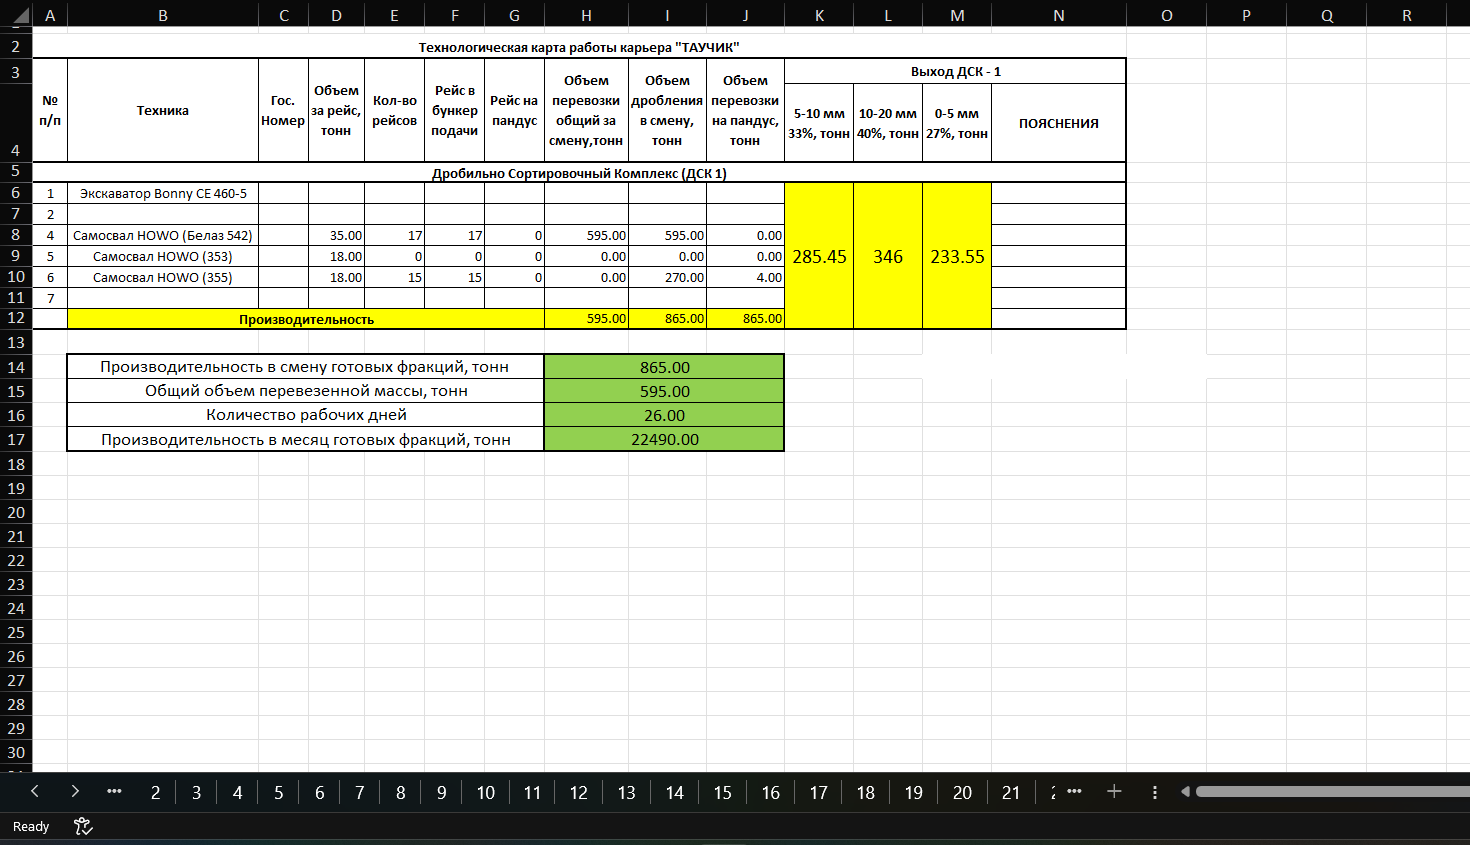 A B C D E F G H I J K L M N O P Q R
2 Технологическая карта работы карьера "ТАУЧИК"
3 № п/п Техника Гос. Номер Объем за рейс, тонн Кол-во рейсов Рейс в бункер подачи Рейс на пандус Объем перевозки общий за смену,тонн Объем дробления в смену, тонн Объем перевозки на пандус, тонн Выход ДСК - 1
4 5-10 мм 33%, тонн 10-20 мм 40%, тонн 0-5 мм 27%, тонн ПОЯСНЕНИЯ
5 Дробильно Сортировочный Комплекс (ДСК 1)
6 1 Экскаватор Bonny CE 460-5
7 2
8 4 Самосвал HOWO (Белаз 542) 35.00 17 17 0 595.00 595.00 0.00
9 5 Самосвал HOWO (353) 18.00 0 0 0 0.00 0.00 0.00 285.45 346 233.55
10 6 Самосвал HOWO (355) 18.00 15 15 0 0.00 270.00 4.00
11 7
12 Производительность 595.00 865.00 865.00
13
14 Производительность в смену готовых фракций, тонн 865.00
15 Общий объем перевезенной массы, тонн 595.00
16 Количество рабочих дней 26.00
17 Производительность в месяц готовых фракций, тонн 22490.00
18
19
20
21
22
23
24
25
26
27
28
29
30
2 3 4 5 6 7 8 9 10 11 12 13 14 15 16 17 18 19 20 21
Ready